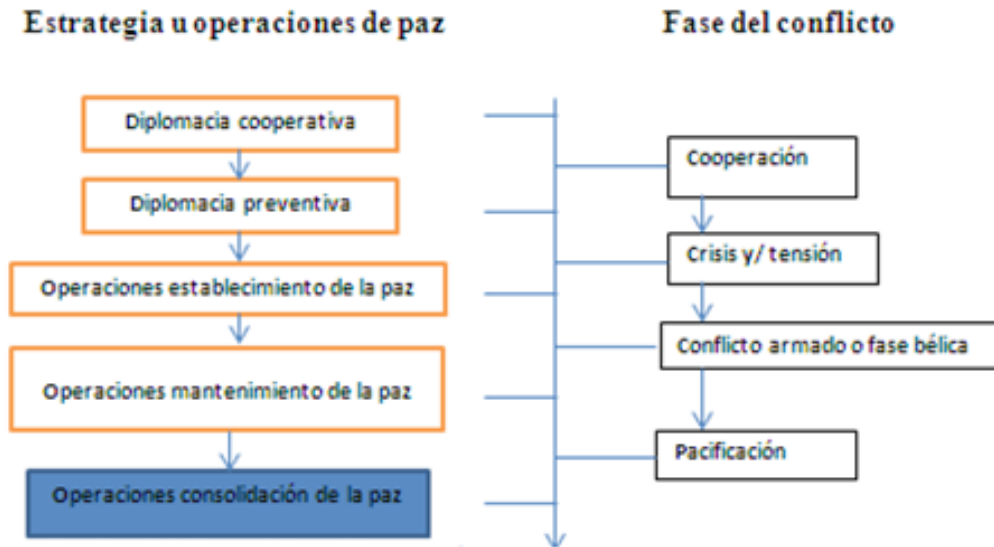 Estrategia u operaciones de paz
Fase del conflicto
Diplomacia cooperativa
Diplomacia preventiva
Operaciones establecimiento de la paz
Operaciones mantenimiento de la paz
Operaciones consolidación de la paz
Cooperación
Crisis y/ tensión
Conflicto armado o fase bélica
Pacificación